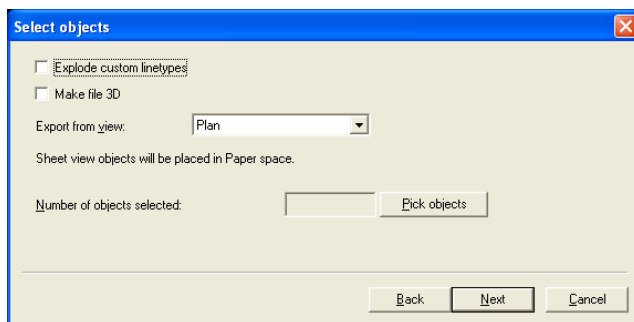 Select objects
Explode custom linetypes
Make file 3D
Export from view: Plan
Sheet view objects will be placed in Paper space.
Number of objects selected: Pick objects
Back Next Cancel